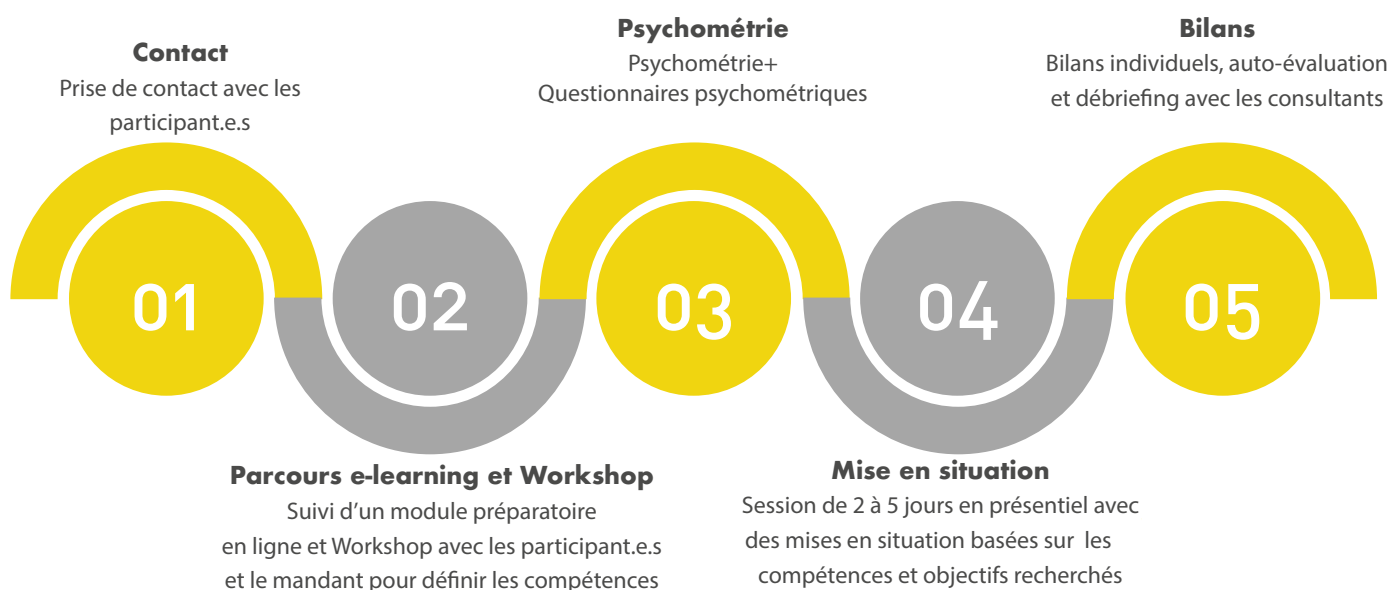 Contact
Prise de contact avec les
participant.e.s
01
Parcours e-learning et Workshop
Suivi d’un module préparatoire
en ligne et Workshop avec les participant.e.s
et le mandant pour définir les compétences
02
Psychométrie
Psychométrie+
Questionnaires psychométriques
03
Mise en situation
Session de 2 à 5 jours en présentiel avec
des mises en situation basées sur les
compétences et objectifs recherchés
04
Bilans
Bilans individuels, auto-évaluation
et débriefing avec les consultants
05